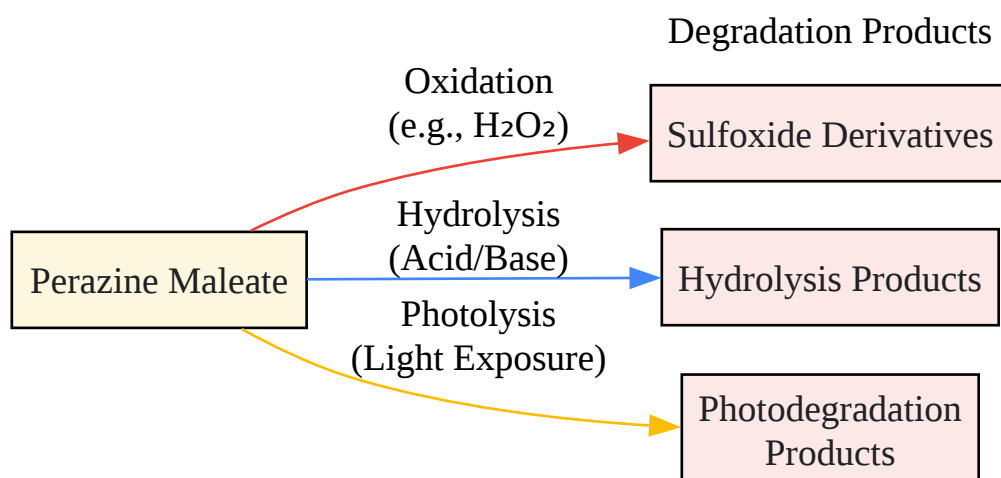 Degradation Products
Oxidation
(e.g., H₂O₂)
Sulfoxide Derivatives
Hydrolysis
(Acid/Base)
Perazine Maleate
Hydrolysis Products
Photolysis
(Light Exposure)
Photodegradation
Products